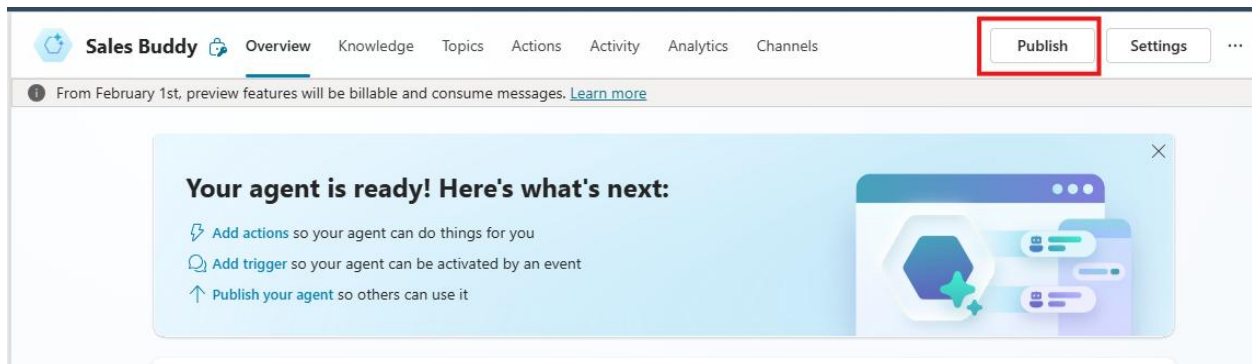 Sales Buddy Overview Knowledge Topics Actions Activity Analytics Channels Publish Settings ...
From February 1st, preview features will be billable and consume messages. Learn more
Your agent is ready! Here's what's next:
Add actions so your agent can do things for you
Add trigger so your agent can be activated by an event
Publish your agent so others can use it